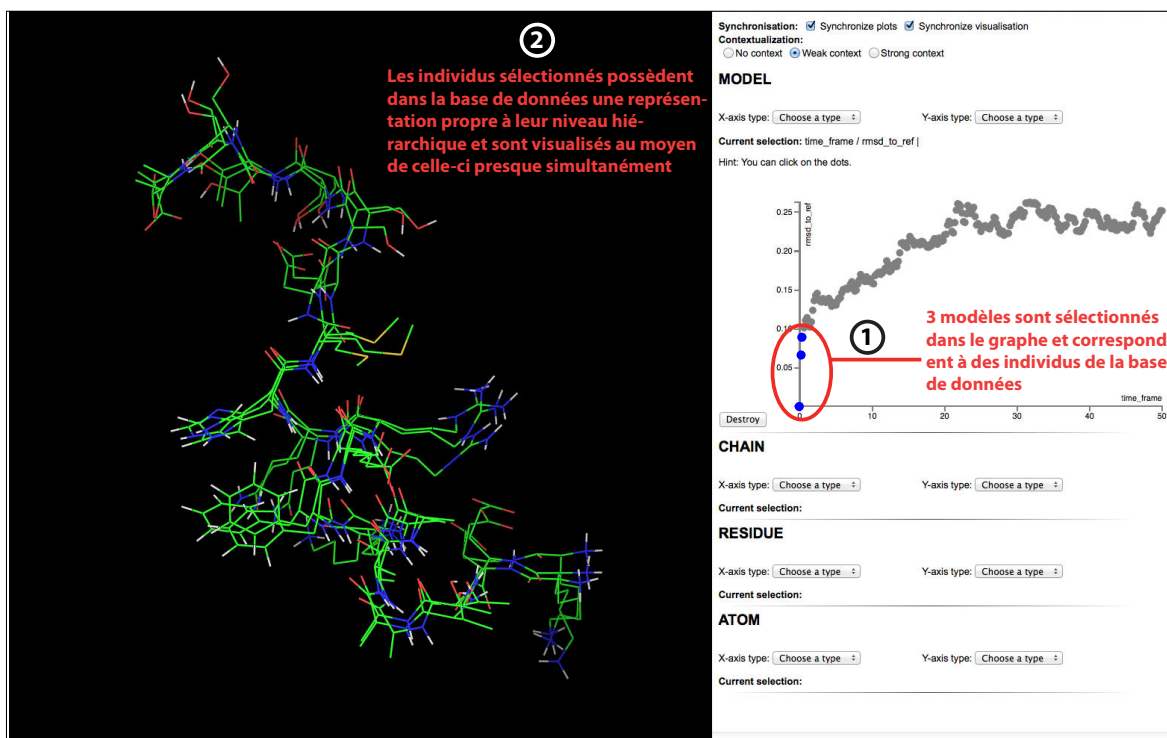 2
Les individus sélectionnés possèdent
dans la base de données une représen-
tation propre à leur niveau hié-
rarchique et sont visualisés au moyen
de celle-ci presque simultanément
Synchronisation: Synchronize plots Synchronize visualisation
Contextualization:
No context Weak context Strong context
MODEL
X-axis type: Choose a type Y-axis type: Choose a type
Current selection: time_frame / rmsd_to_ref |
Hint: You can click on the dots.
rmsd_to_ref
0.25
0.20
0.15
0.10
0.05
1
3 modèles sont sélectionnés
dans le graphe et correspond
ent à des individus de la base
de données
time_frame
0 10 20 30 40 50
Destroy
CHAIN
X-axis type: Choose a type Y-axis type: Choose a type
Current selection:
RESIDUE
X-axis type: Choose a type Y-axis type: Choose a type
Current selection:
ATOM
X-axis type: Choose a type Y-axis type: Choose a type
Current selection: